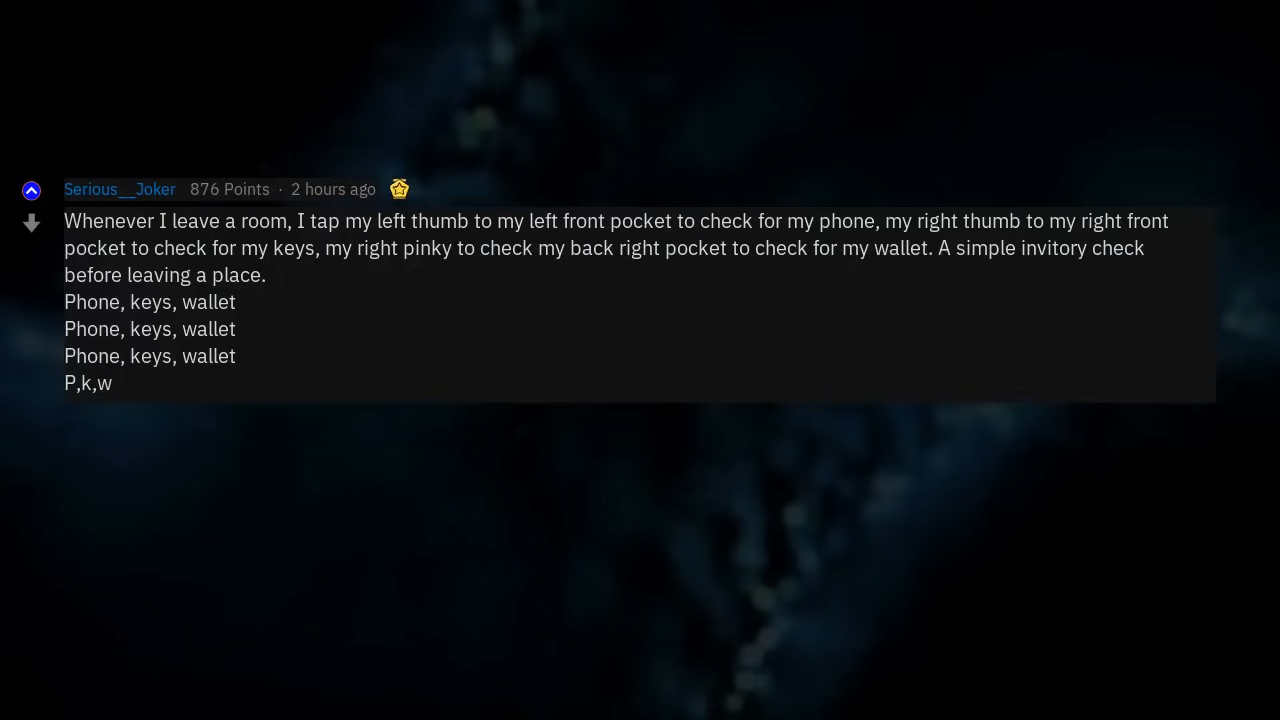 Serious__Joker 876 Points · 2 hours ago
Whenever I leave a room, I tap my left thumb to my left front pocket to check for my phone, my right thumb to my right front
pocket to check for my keys, my right pinky to check my back right pocket to check for my wallet. A simple invitory check
before leaving a place.
Phone, keys, wallet
Phone, keys, wallet
Phone, keys, wallet
P,k,w